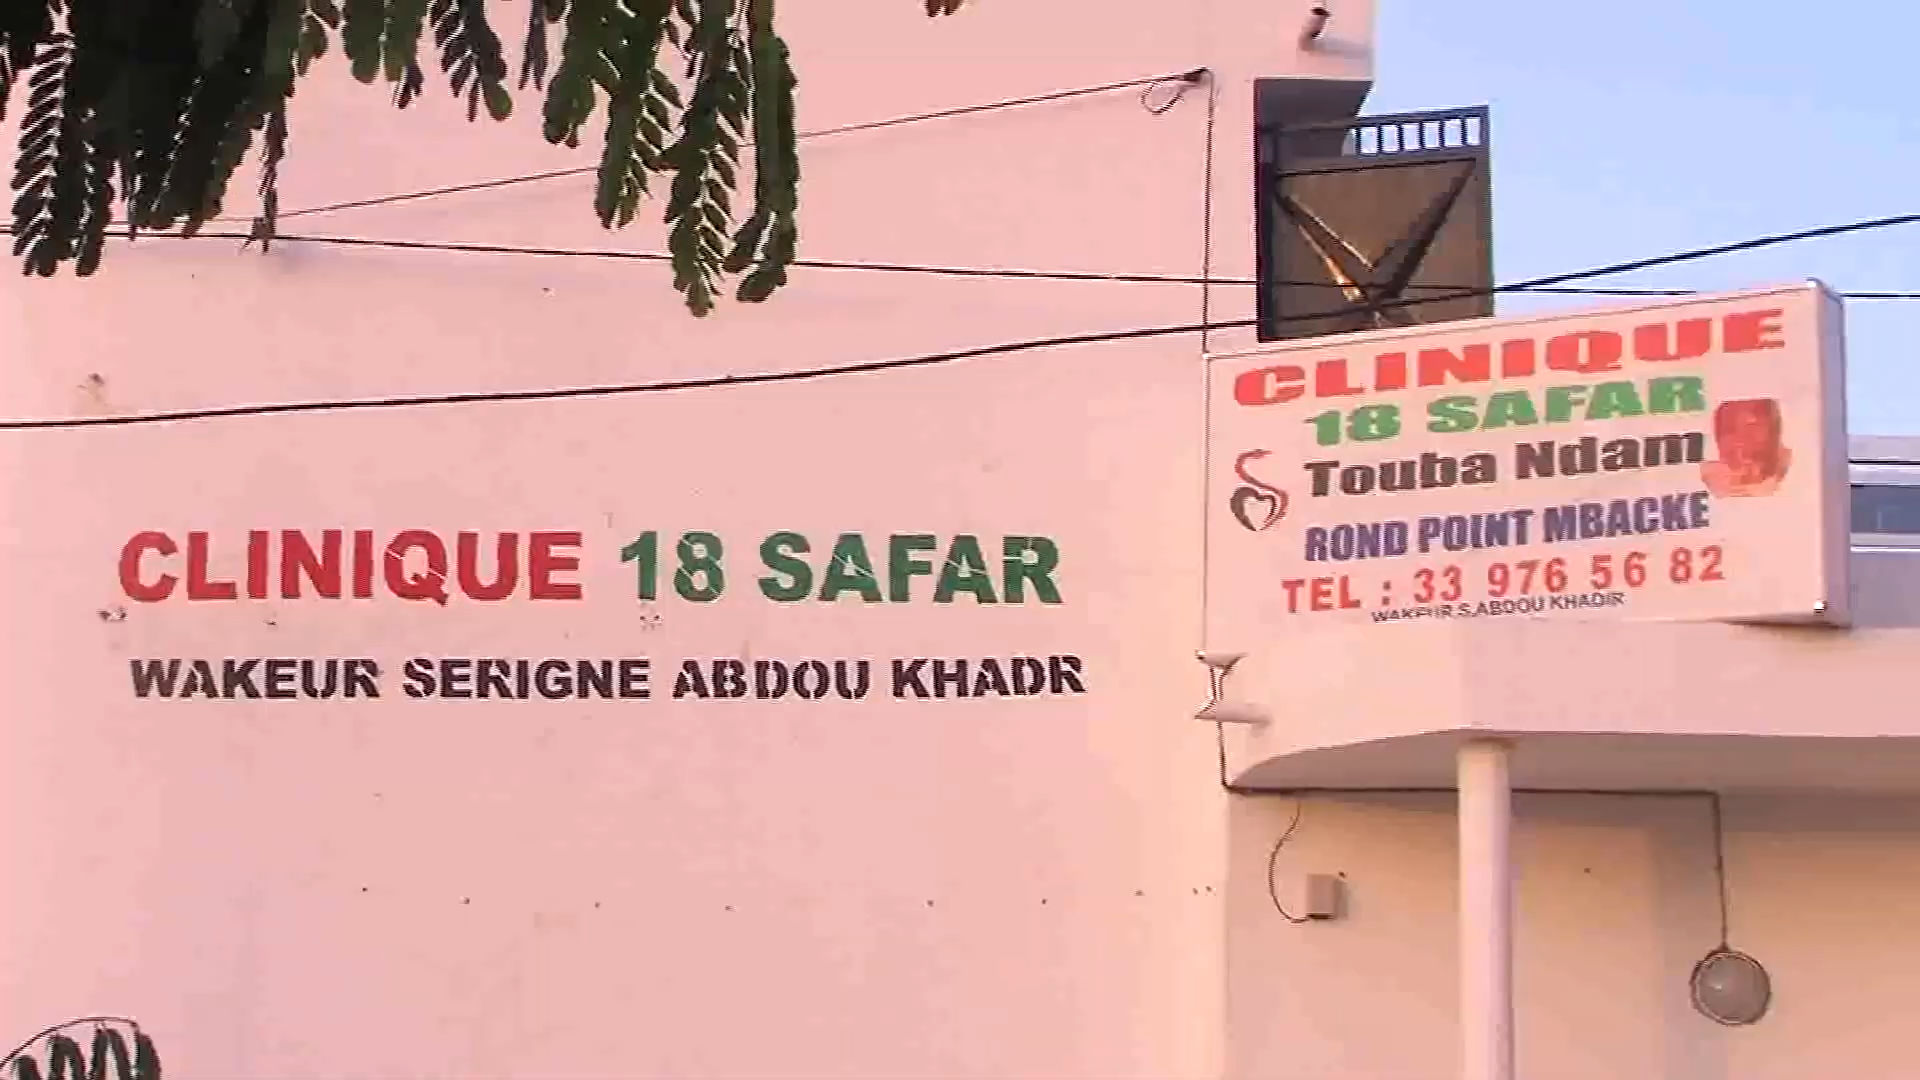 CLINIQUE 18 SAFAR
WAKEUR SERIGNE ABDOU KHADR
CLINIQUE
18 SAFAR
Touba Ndam
ROND POINT MBACKE
TEL : 33 976 56 82
WAKEUR S.ABDOU KHADIR